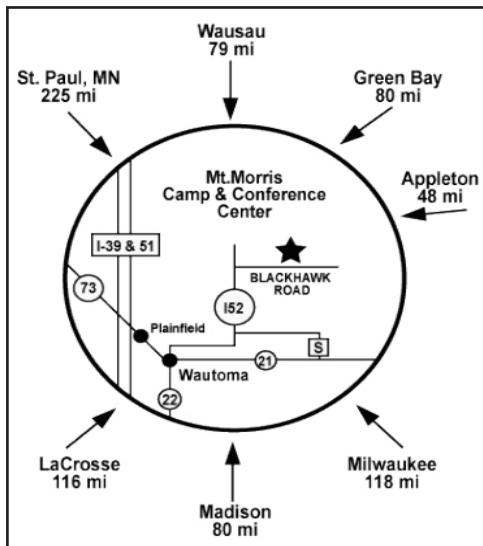 Wausau
79 mi
St. Paul, MN
225 mi
Green Bay
80 mi
Mt.Morris
Camp & Conference
Center
Appleton
48 mi
I-39 & 51
BLACKHAWK
ROAD
73
I52
Plainfield
S
21
Wautoma
22
LaCrosse
116 mi
Milwaukee
118 mi
Madison
80 mi